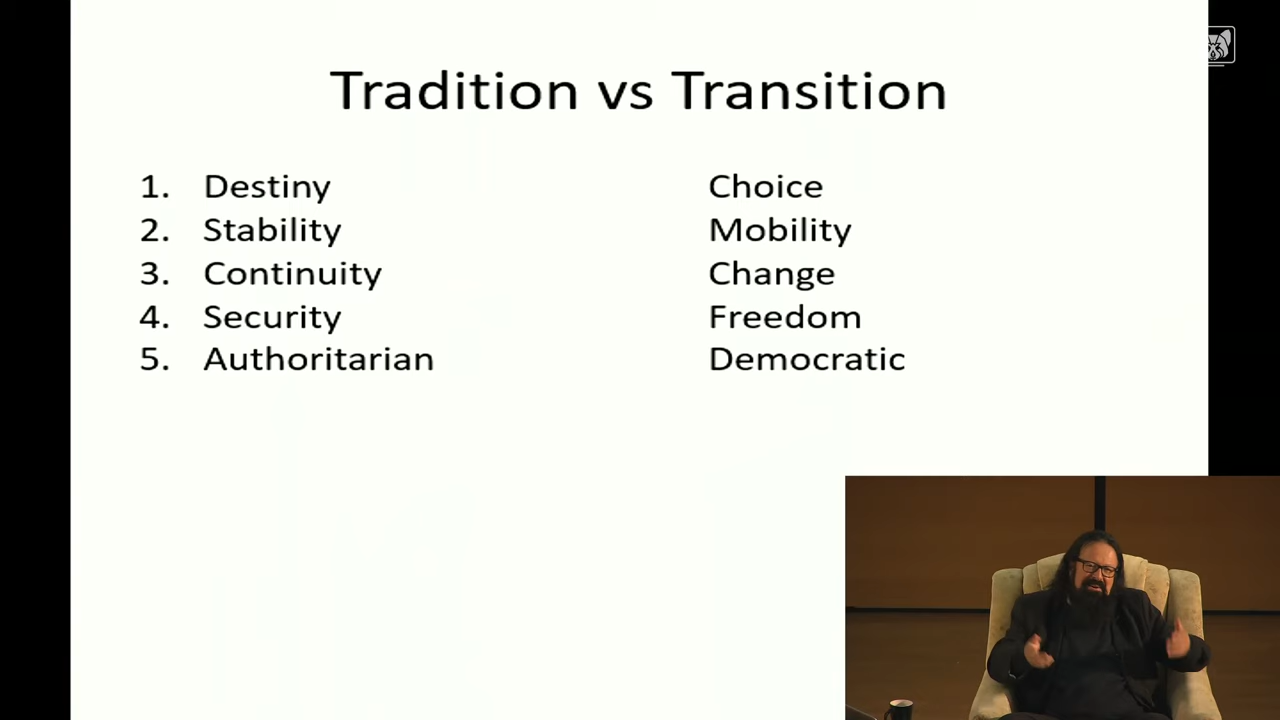 Tradition vs Transition
1. Destiny Choice
2. Stability Mobility
3. Continuity Change
4. Security Freedom
5. Authoritarian Democratic